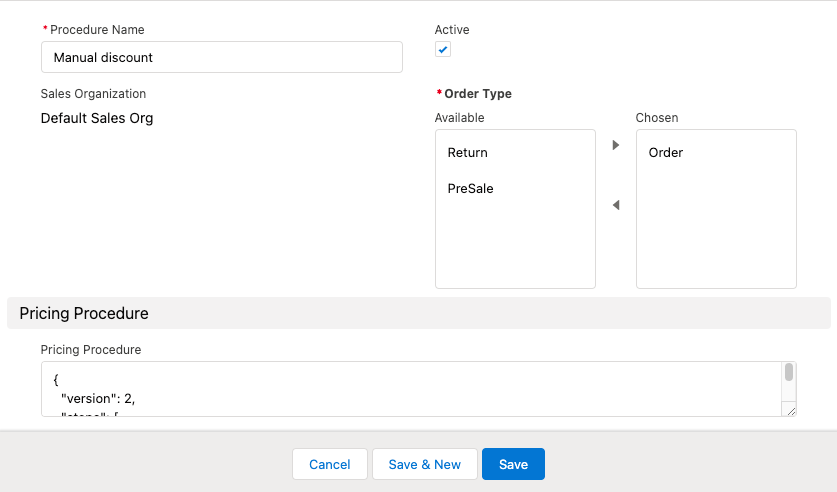 *Procedure Name
Manual discount
Active
Sales Organization
Default Sales Org
*Order Type
Available
Return
PreSale
Chosen
Order
Pricing Procedure
Pricing Procedure
{
"version": 2,
Cancel
Save & New
Save